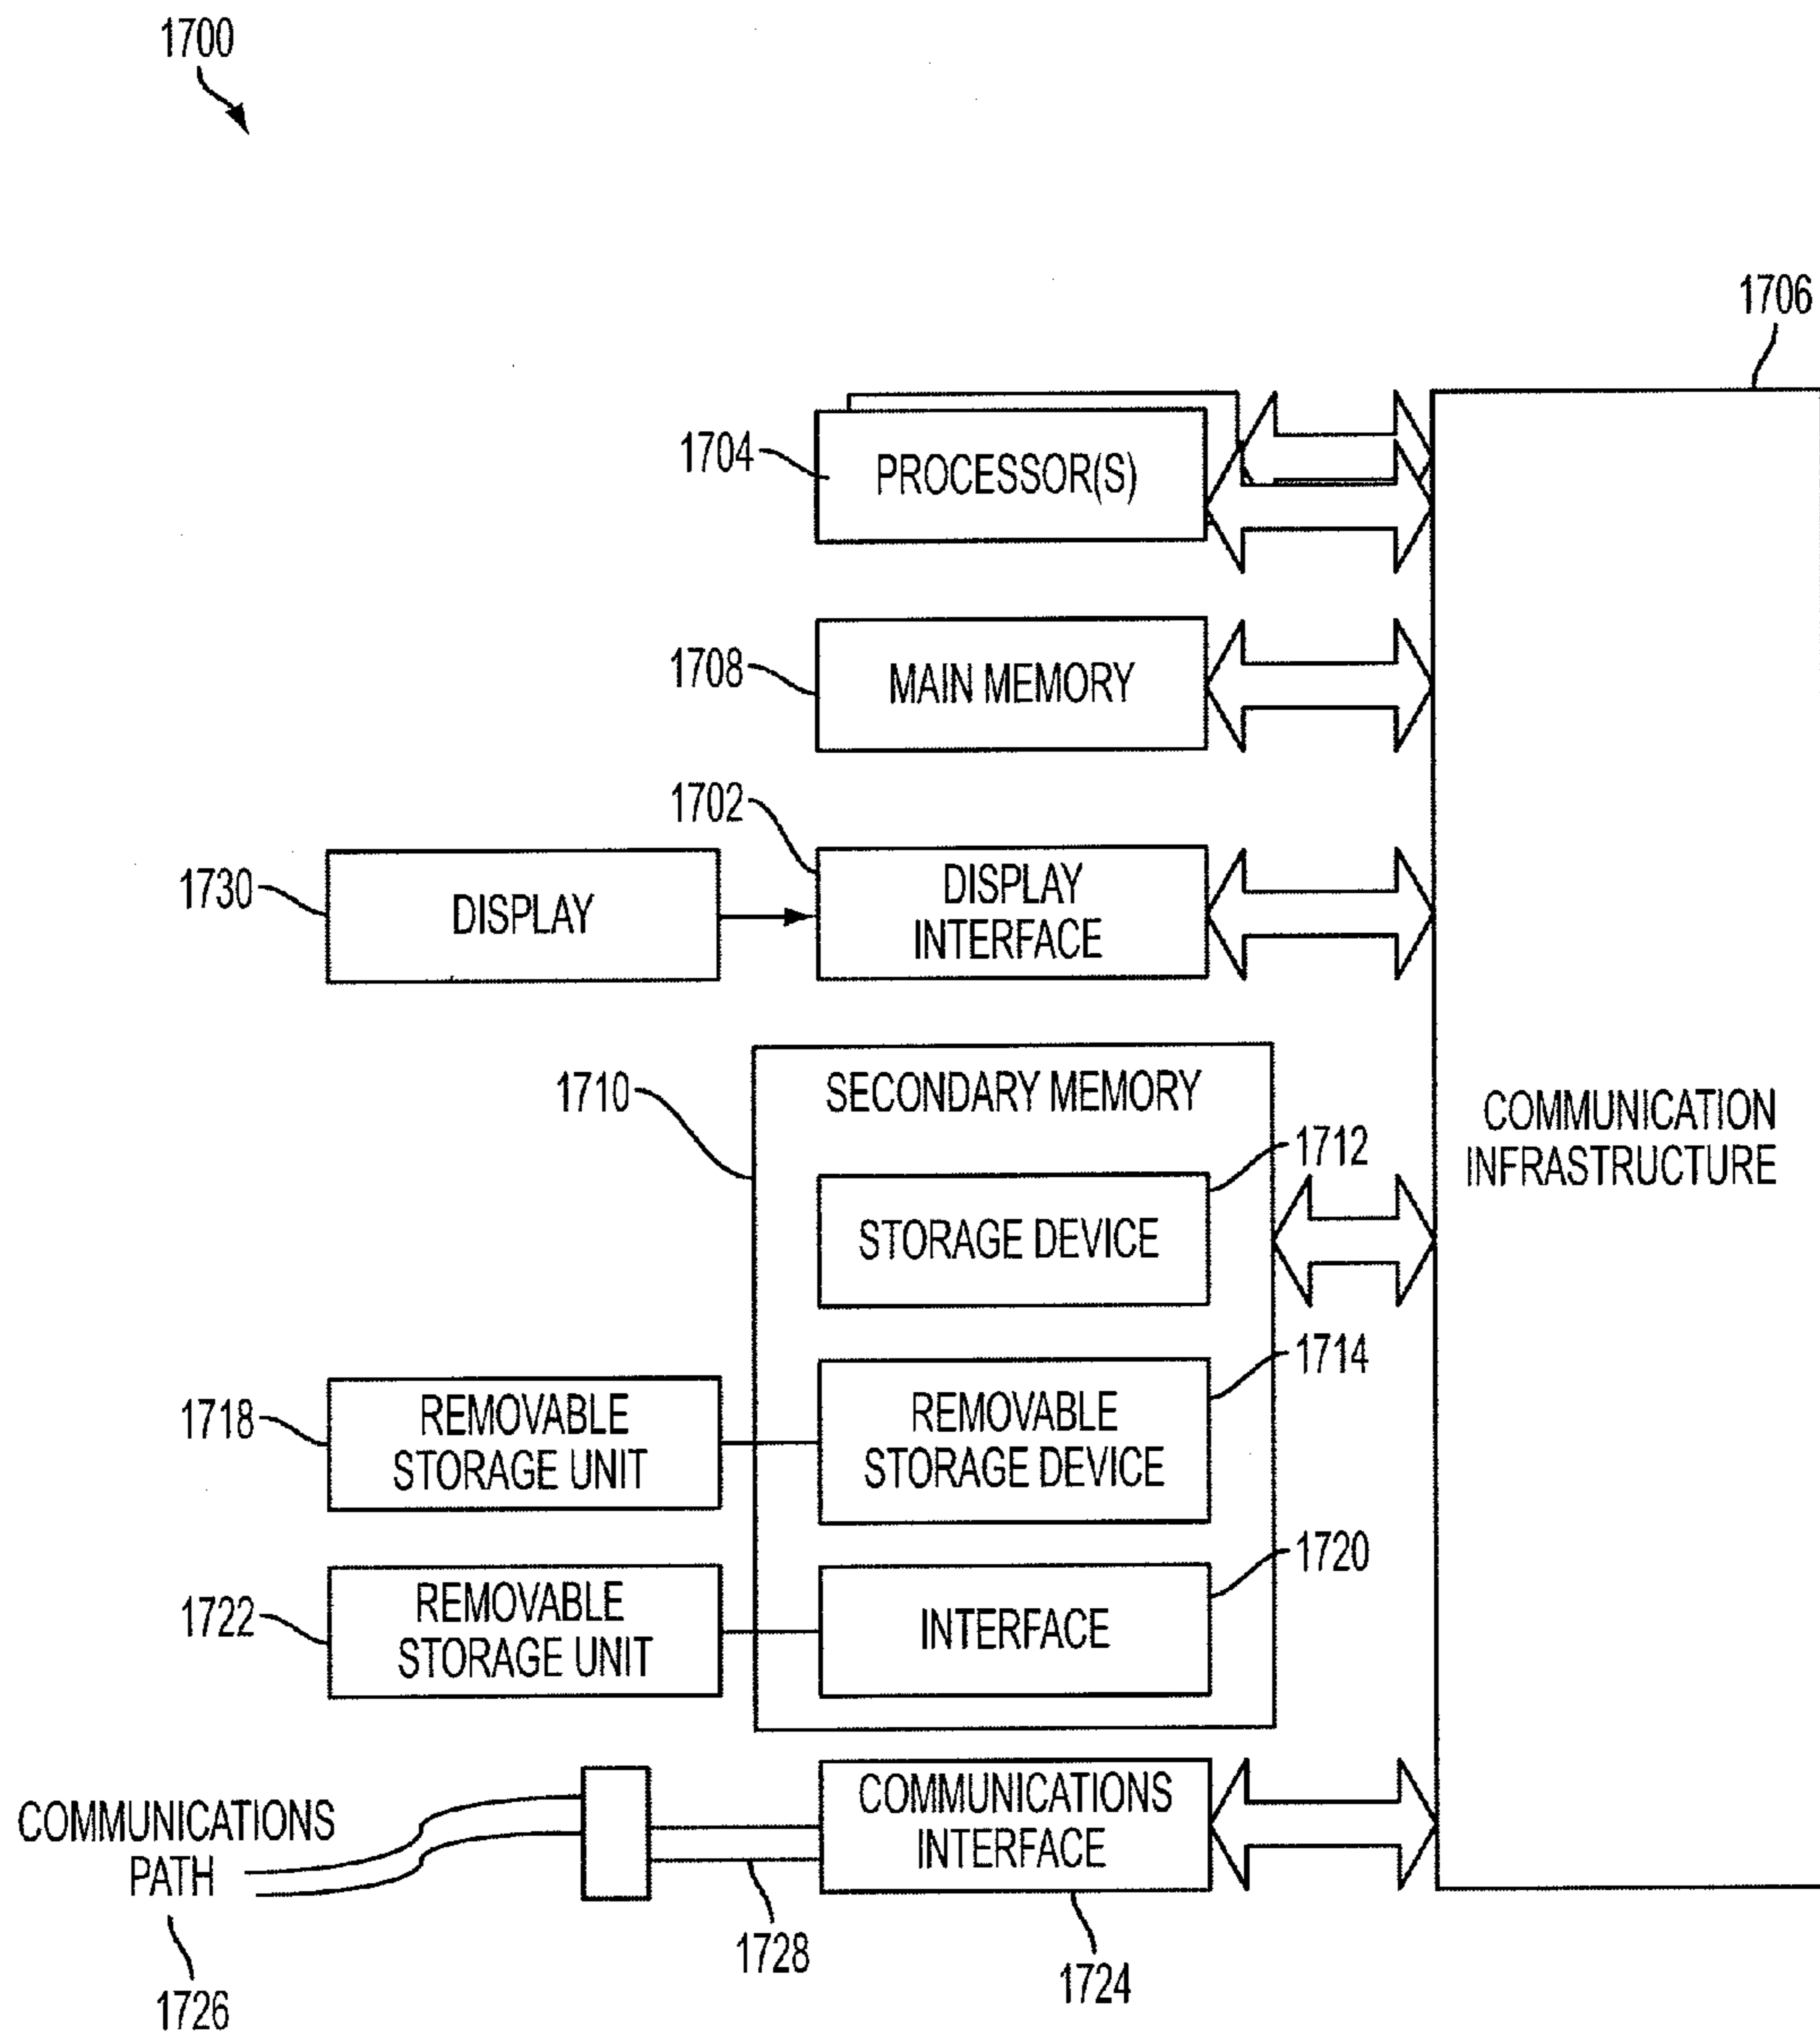 1700
1706
1704
PROCESSOR(S)
1708
MAIN MEMORY
1702
1730
DISPLAY
DISPLAY
INTERFACE
1710
SECONDARY MEMORY
1712
STORAGE DEVICE
COMMUNICATION
INFRASTRUCTURE
1714
1718
REMOVABLE
STORAGE UNIT
REMOVABLE
STORAGE DEVICE
1720
1722
REMOVABLE
STORAGE UNIT
INTERFACE
COMMUNICATIONS
PATH
COMMUNICATIONS
INTERFACE
1728
1724
1726